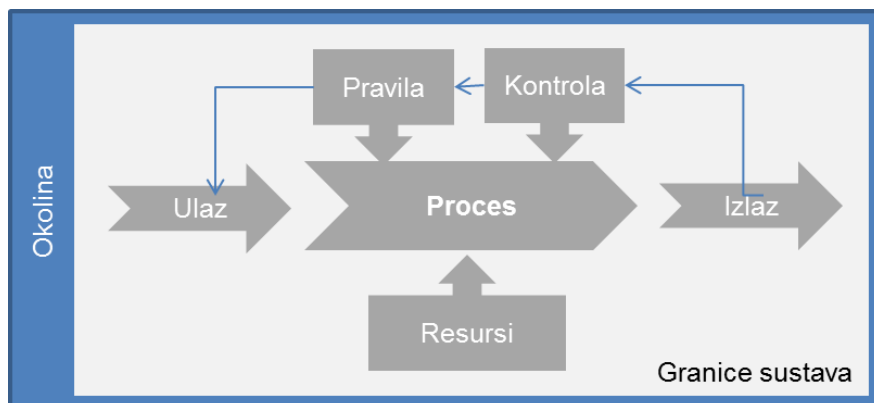 Okolina
Pravila
Kontrola
Ulaz
Proces
Izlaz
Resursi
Granice sustava